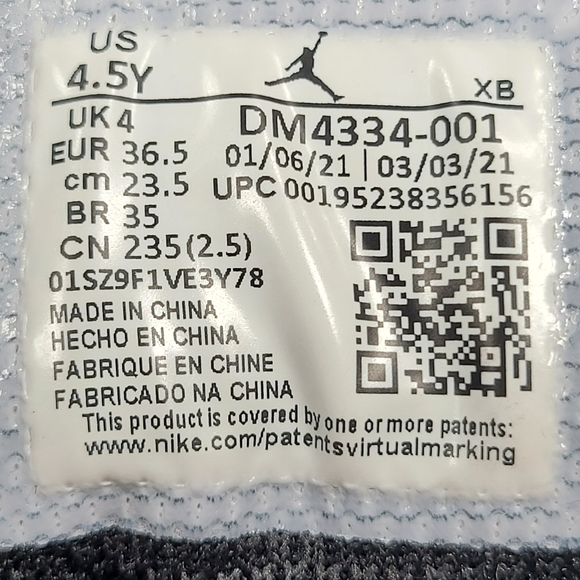 US
4.5Y
XB
UK 4
DM4334-001
EUR 36.5
01/06/21 | 03/03/21
cm 23.5
UPC 00195238356156
BR 35
CN 235(2.5)
01SZ9F1VE3Y78
MADE IN CHINA
HECHO EN CHINA
FABRIQUE EN CHINE
FABRICADO NA CHINA
This product is covered by one or more patents:
www.nike.com/patentsvirtualmarking